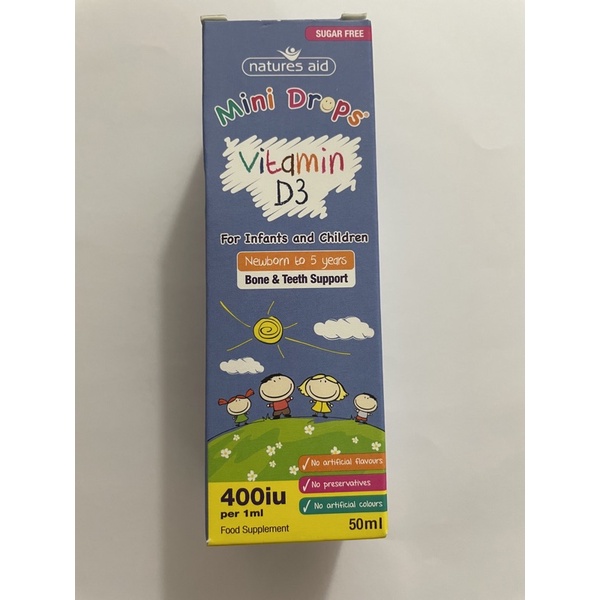 SUGAR FREE
natures aid
Mini Drops®
Vitamin
D3
For Infants and Children
Newborn to 5 years
Bone & Teeth Support
✓ No artificial flavours
✓ No preservatives
✓ No artificial colours
400iu
per 1ml
Food Supplement
50ml